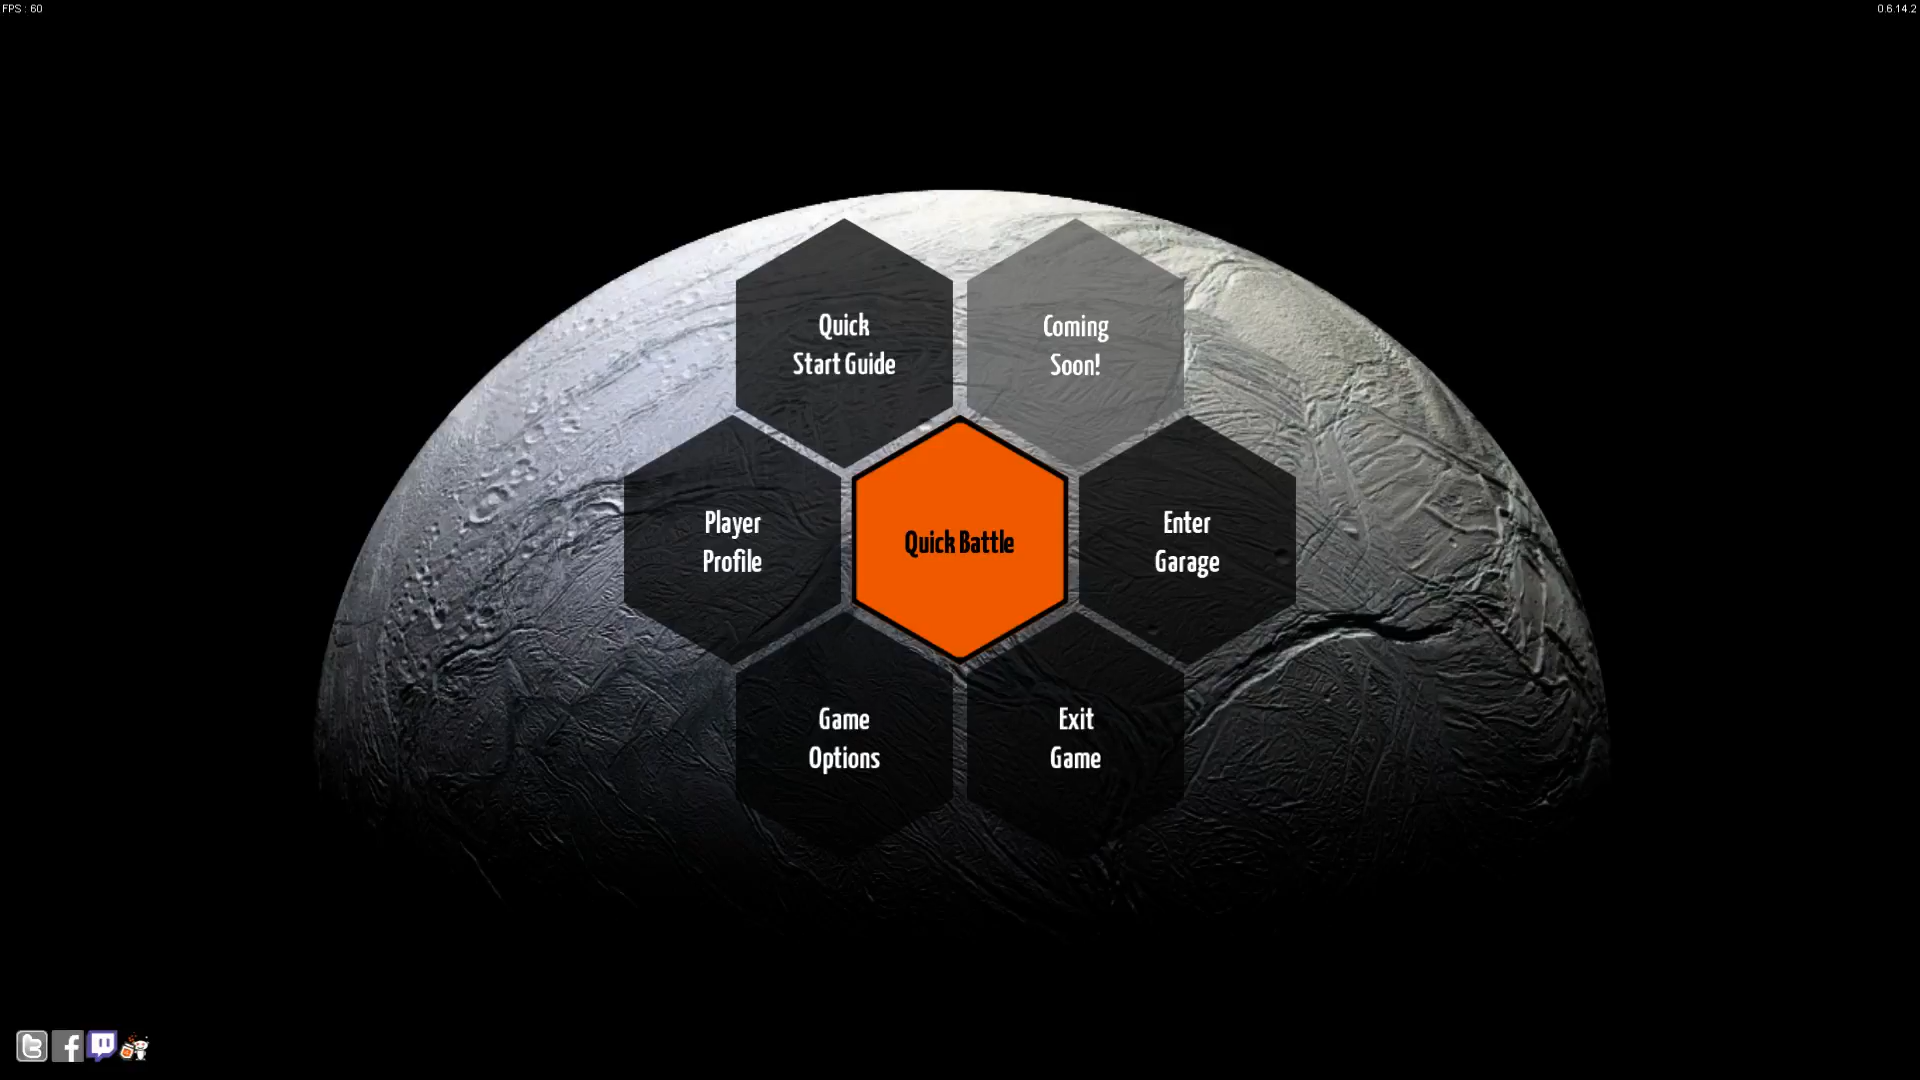 FPS : 60
0.6.14.2
Quick
Start Guide
Coming
Soon!
Player
Profile
Quick Battle
Enter
Garage
Game
Options
Exit
Game